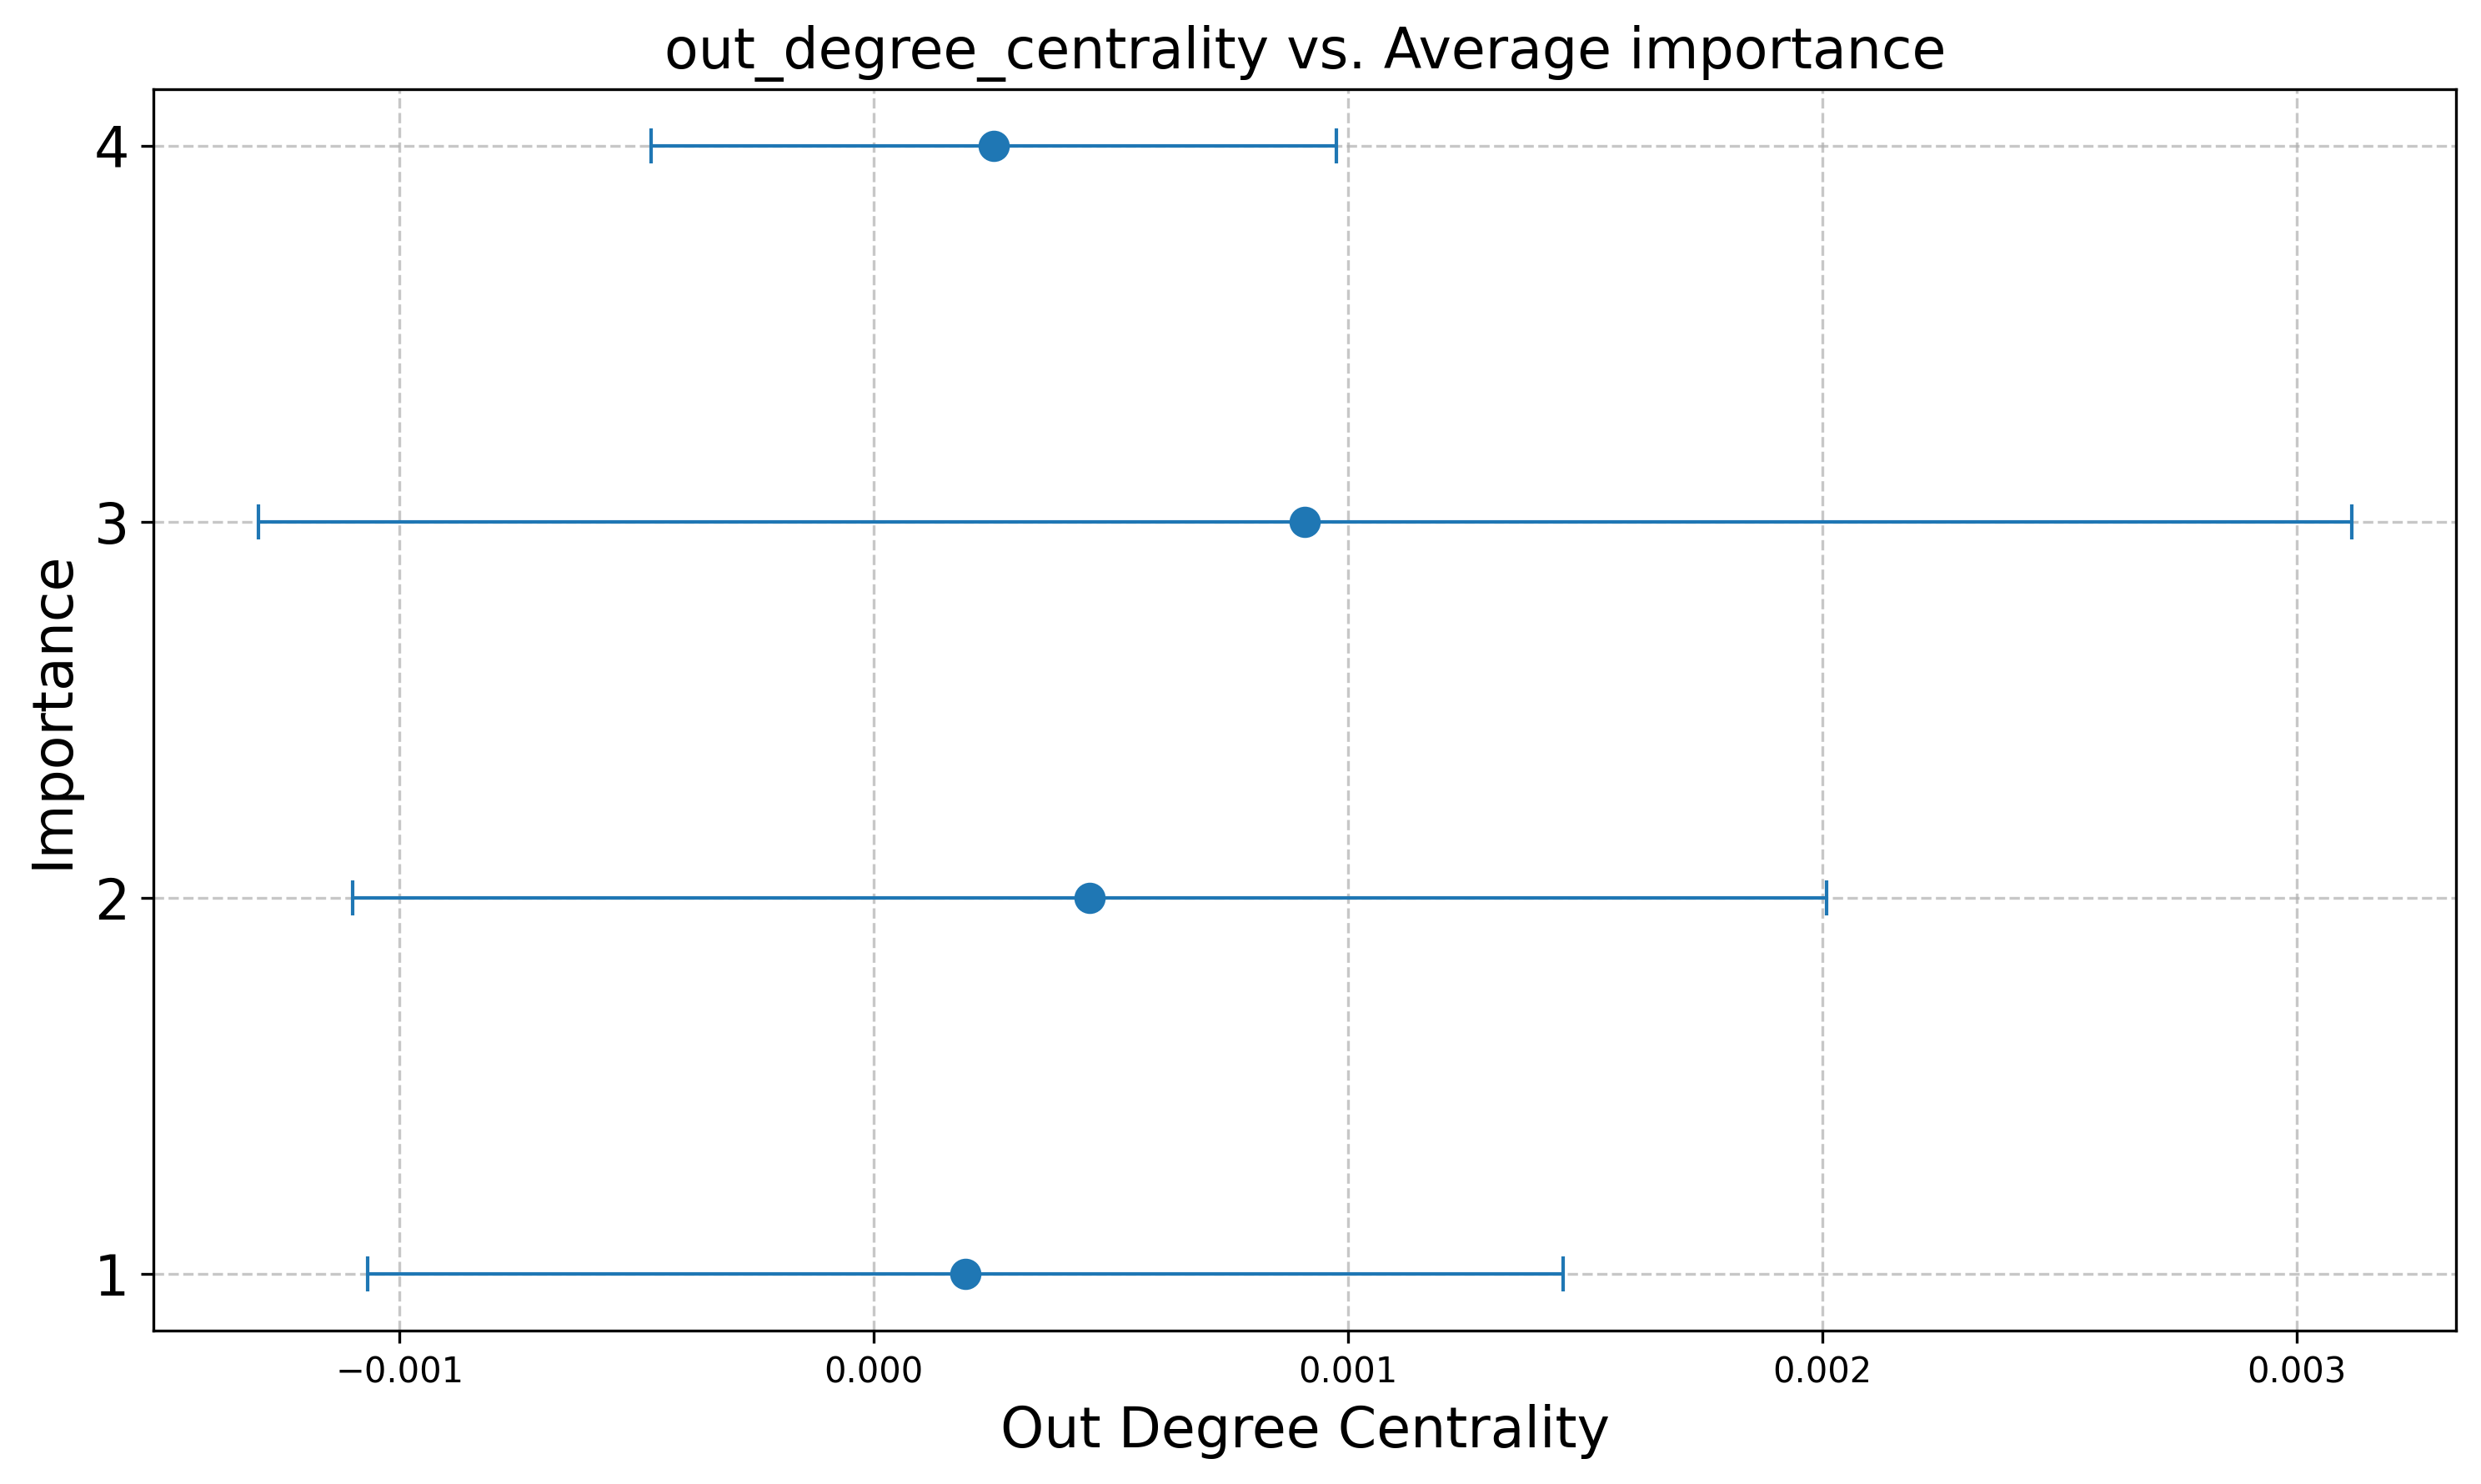 out_degree_centrality vs. Average importance
4
3
2
1
Importance
−0.001 0.000 0.001 0.002 0.003
Out Degree Centrality